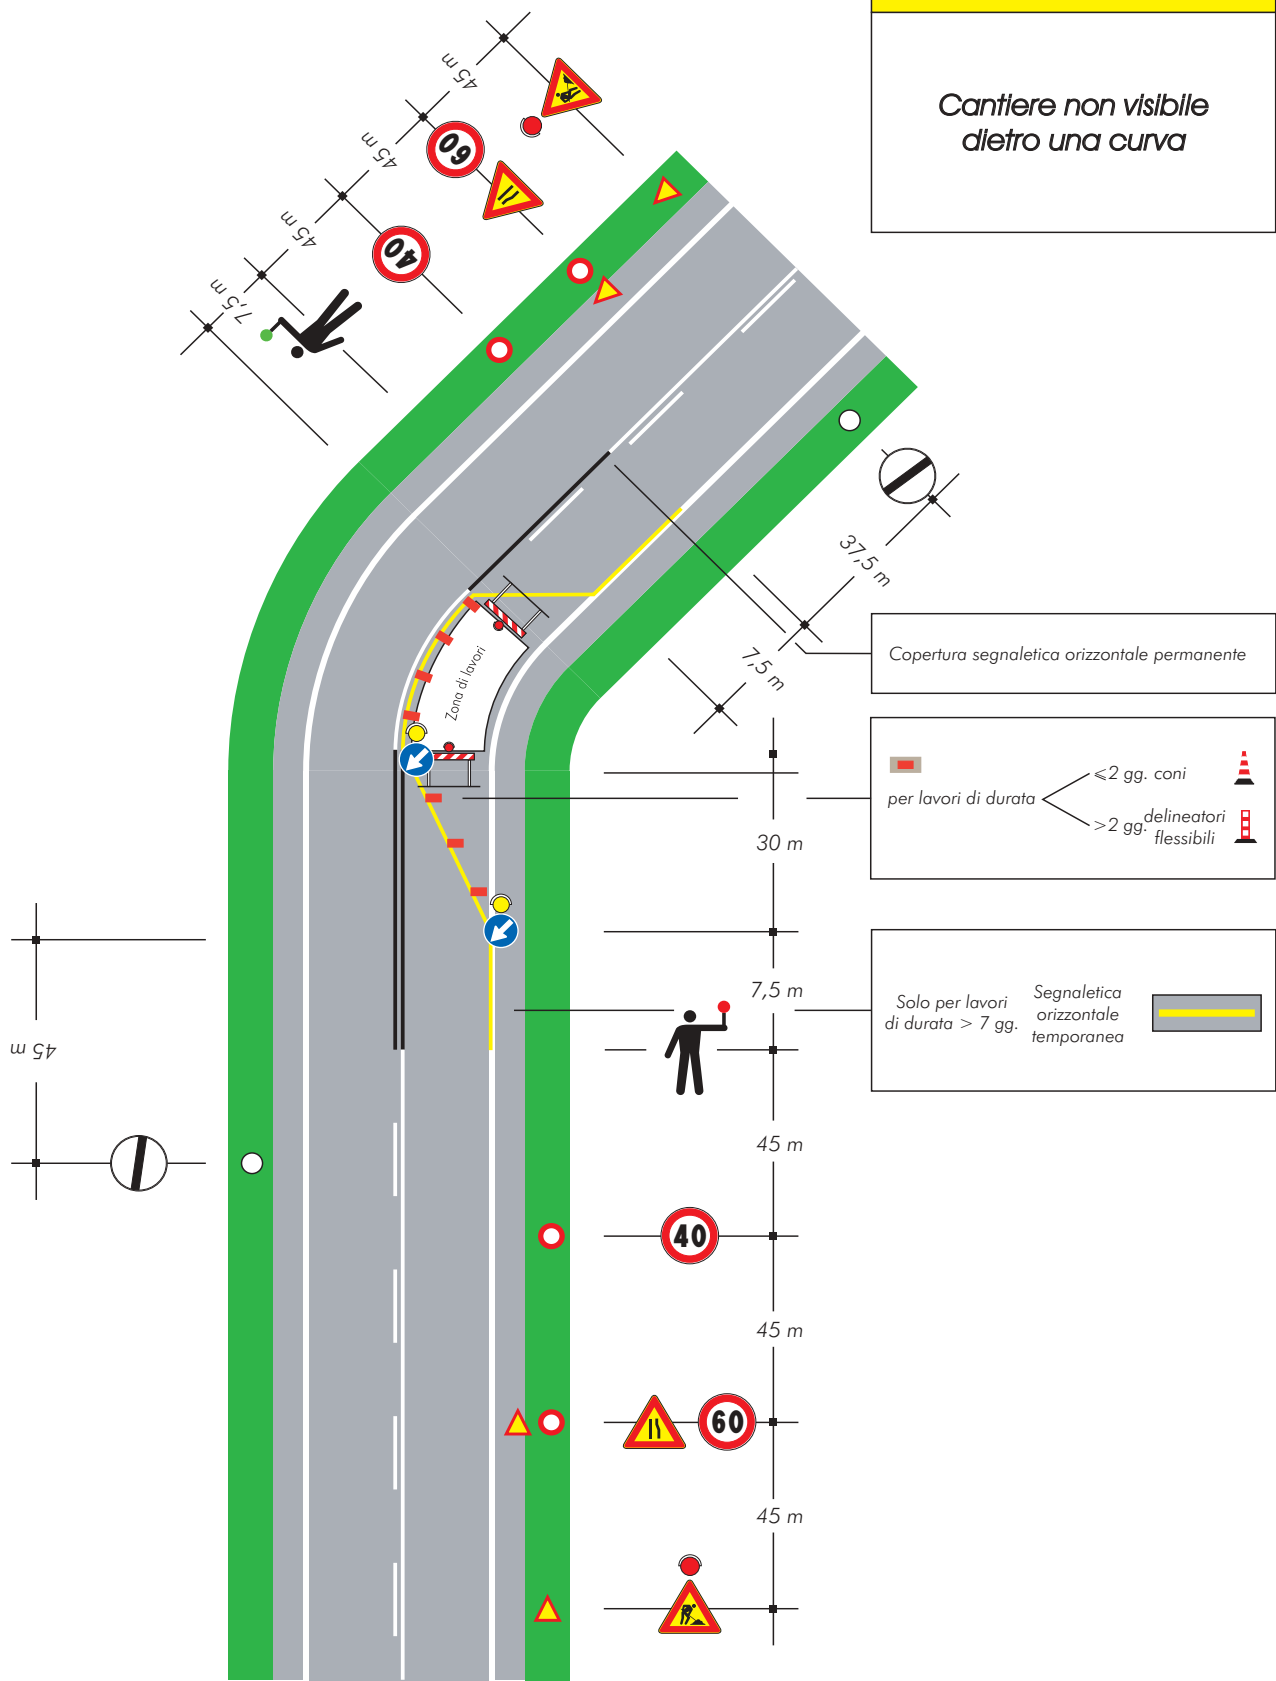 Cantiere non visibile
dietro una curva
45 m
45 m
60
45 m
40
7,5 m
37,5 m
7,5 m
Copertura segnaletica orizzontale permanente
Zona di lavori
per lavori di durata
⩽2 gg. coni
>2 gg. delineatori
flessibili
30 m
7,5 m
Solo per lavori
di durata > 7 gg.
Segnaletica
orizzontale
temporanea
45 m
45 m
40
45 m
60
45 m